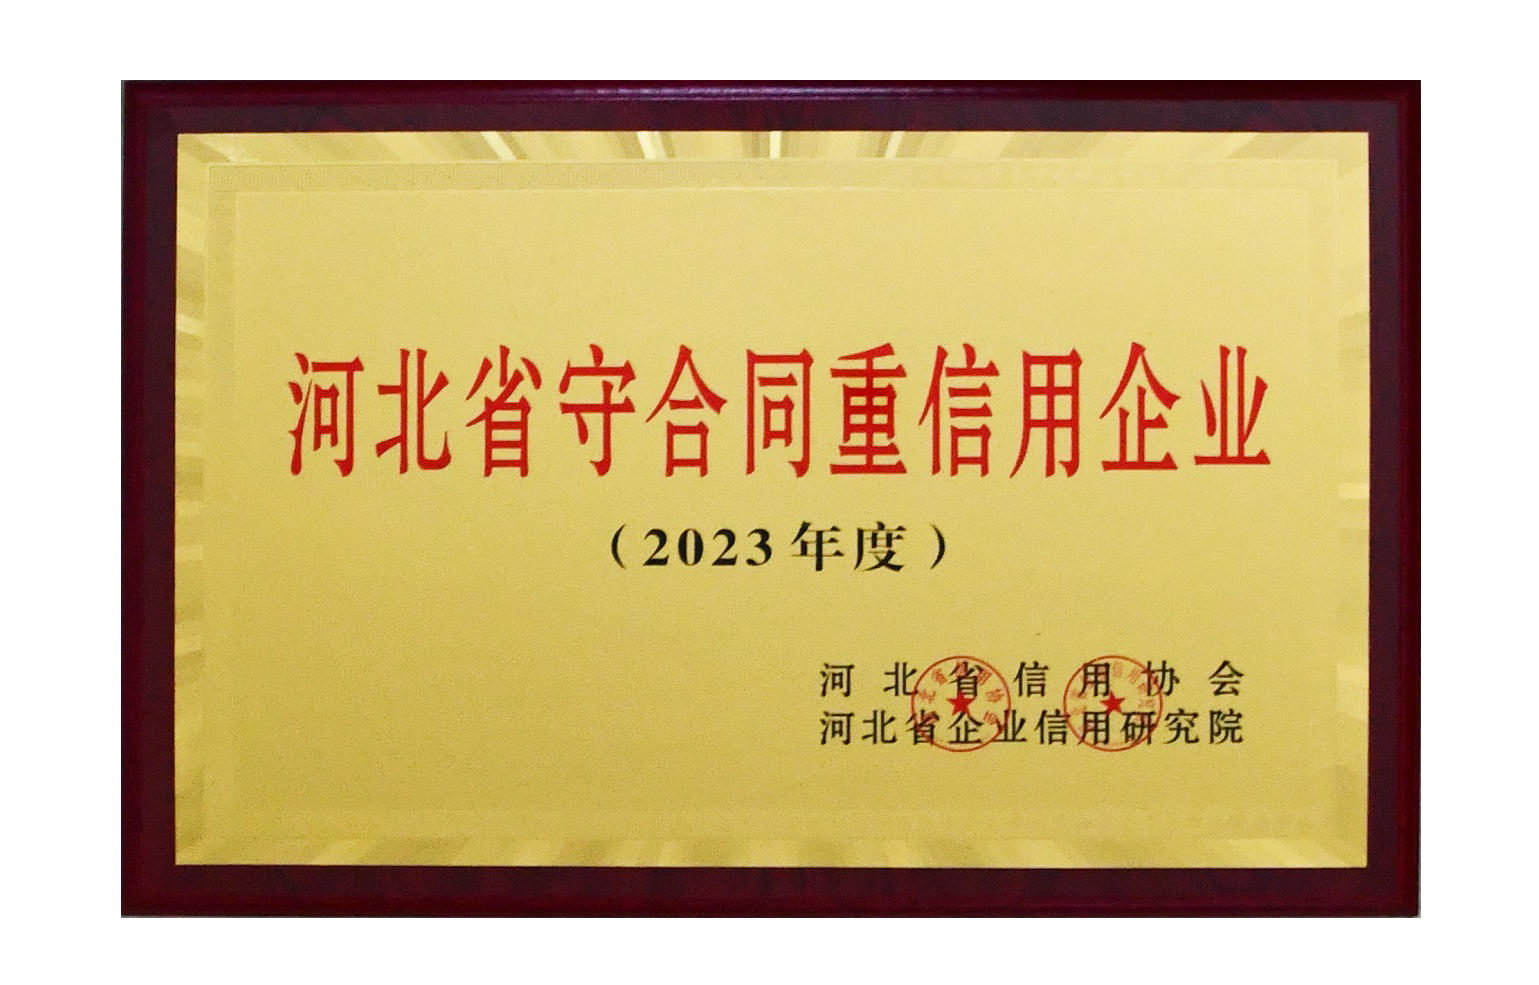 河北省守合同重信用企业
（2023年度）
河北省信用协会
河北省企业信用研究院